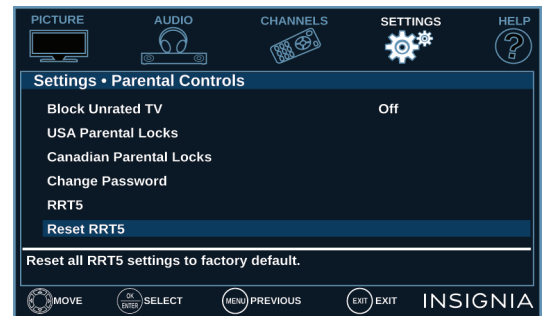 PICTURE AUDIO CHANNELS SETTINGS HELP
?
Settings • Parental Controls
Block Unrated TV Off
USA Parental Locks
Canadian Parental Locks
Change Password
RRT5
Reset RRT5
Reset all RRT5 settings to factory default.
MOVE OK ENTER SELECT MENU PREVIOUS EXIT EXIT INSIGNIA